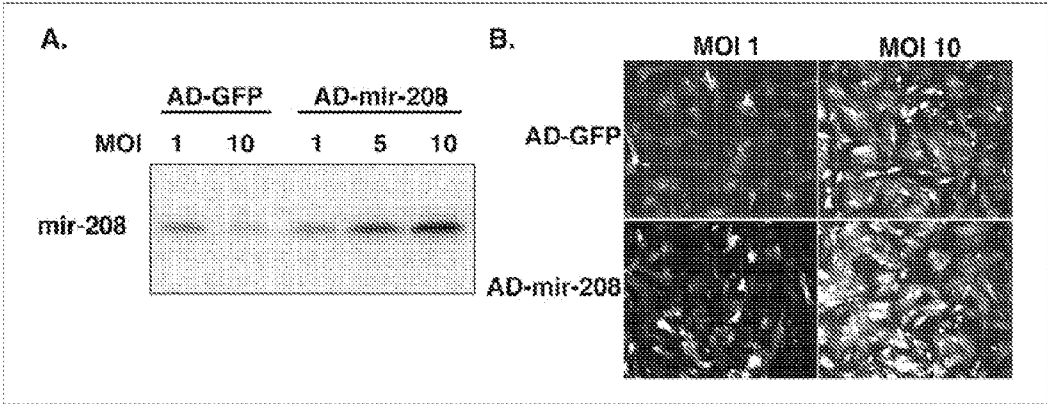 A.
AD-GFP AD-mir-208
MOI 1 10 1 5 10
mir-208
B.
MOI 1 MOI 10
AD-GFP
AD-mir-208